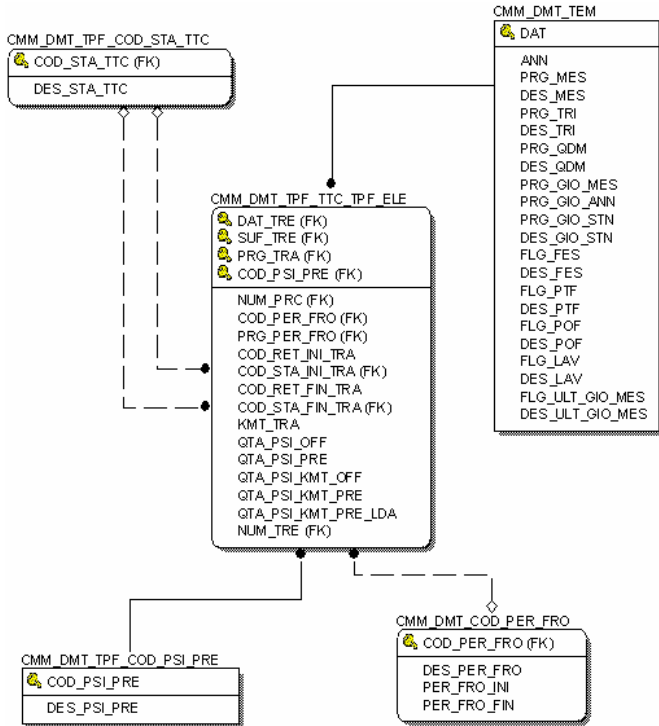 CMM_DMT_TPF_COD_STA_TTC
COD_STA_TTC (FK)
DES_STA_TTC
CMM_DMT_TEM
DAT
ANN
PRG_MES
DES_MES
PRG_TRI
DES_TRI
PRG_QDM
DES_QDM
PRG_GIO_MES
PRG_GIO_ANN
PRG_GIO_STN
DES_GIO_STN
FLG_FES
DES_FES
FLG_PTF
DES_PTF
FLG_POF
DES_POF
FLG_LAV
DES_LAV
FLG_ULT_GIO_MES
DES_ULT_GIO_MES
CMM_DMT_TPF_TTC_TPF_ELE
DAT_TRE (FK)
SUF_TRE (FK)
PRG_TRA (FK)
COD_PSI_PRE (FK)
NUM_PRC (FK)
COD_PER_FRO (FK)
PRG_PER_FRO (FK)
COD_RET_INI_TRA
COD_STA_INI_TRA (FK)
COD_RET_FIN_TRA
COD_STA_FIN_TRA (FK)
KMT_TRA
QTA_PSI_OFF
QTA_PSI_PRE
QTA_PSI_KMT_OFF
QTA_PSI_KMT_PRE
QTA_PSI_KMT_PRE_LDA
NUM_TRE (FK)
CMM_DMT_TPF_COD_PSI_PRE
COD_PSI_PRE
DES_PSI_PRE
CMM_DMT_COD_PER_FRO
COD_PER_FRO (FK)
DES_PER_FRO
PER_FRO_INI
PER_FRO_FIN